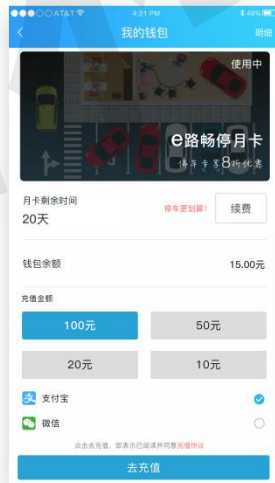 AT&T 4:21 PM 48%
我的钱包 明细
使用中
e路畅停月卡
停车专享8折优惠
月卡剩余时间
20天
停车更划算！ 续费
钱包余额 15.00元
充值金额
100元 50元
20元 10元
支付宝
微信
点击去充值，即表示已阅读并同意充值协议
去充值